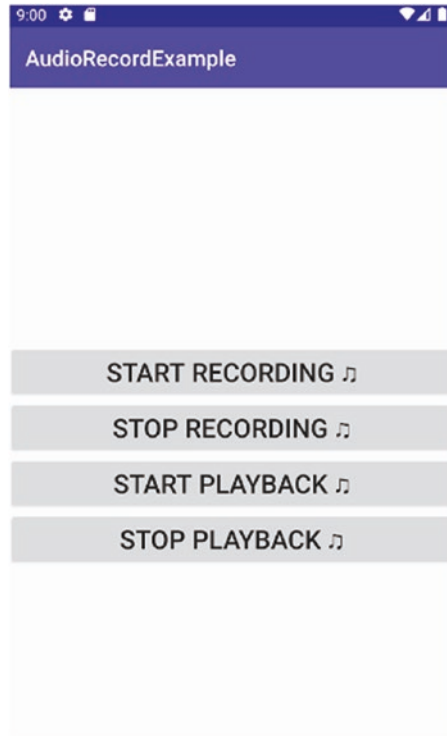 9:00
AudioRecordExample
START RECORDING ♫
STOP RECORDING ♫
START PLAYBACK ♫
STOP PLAYBACK ♫